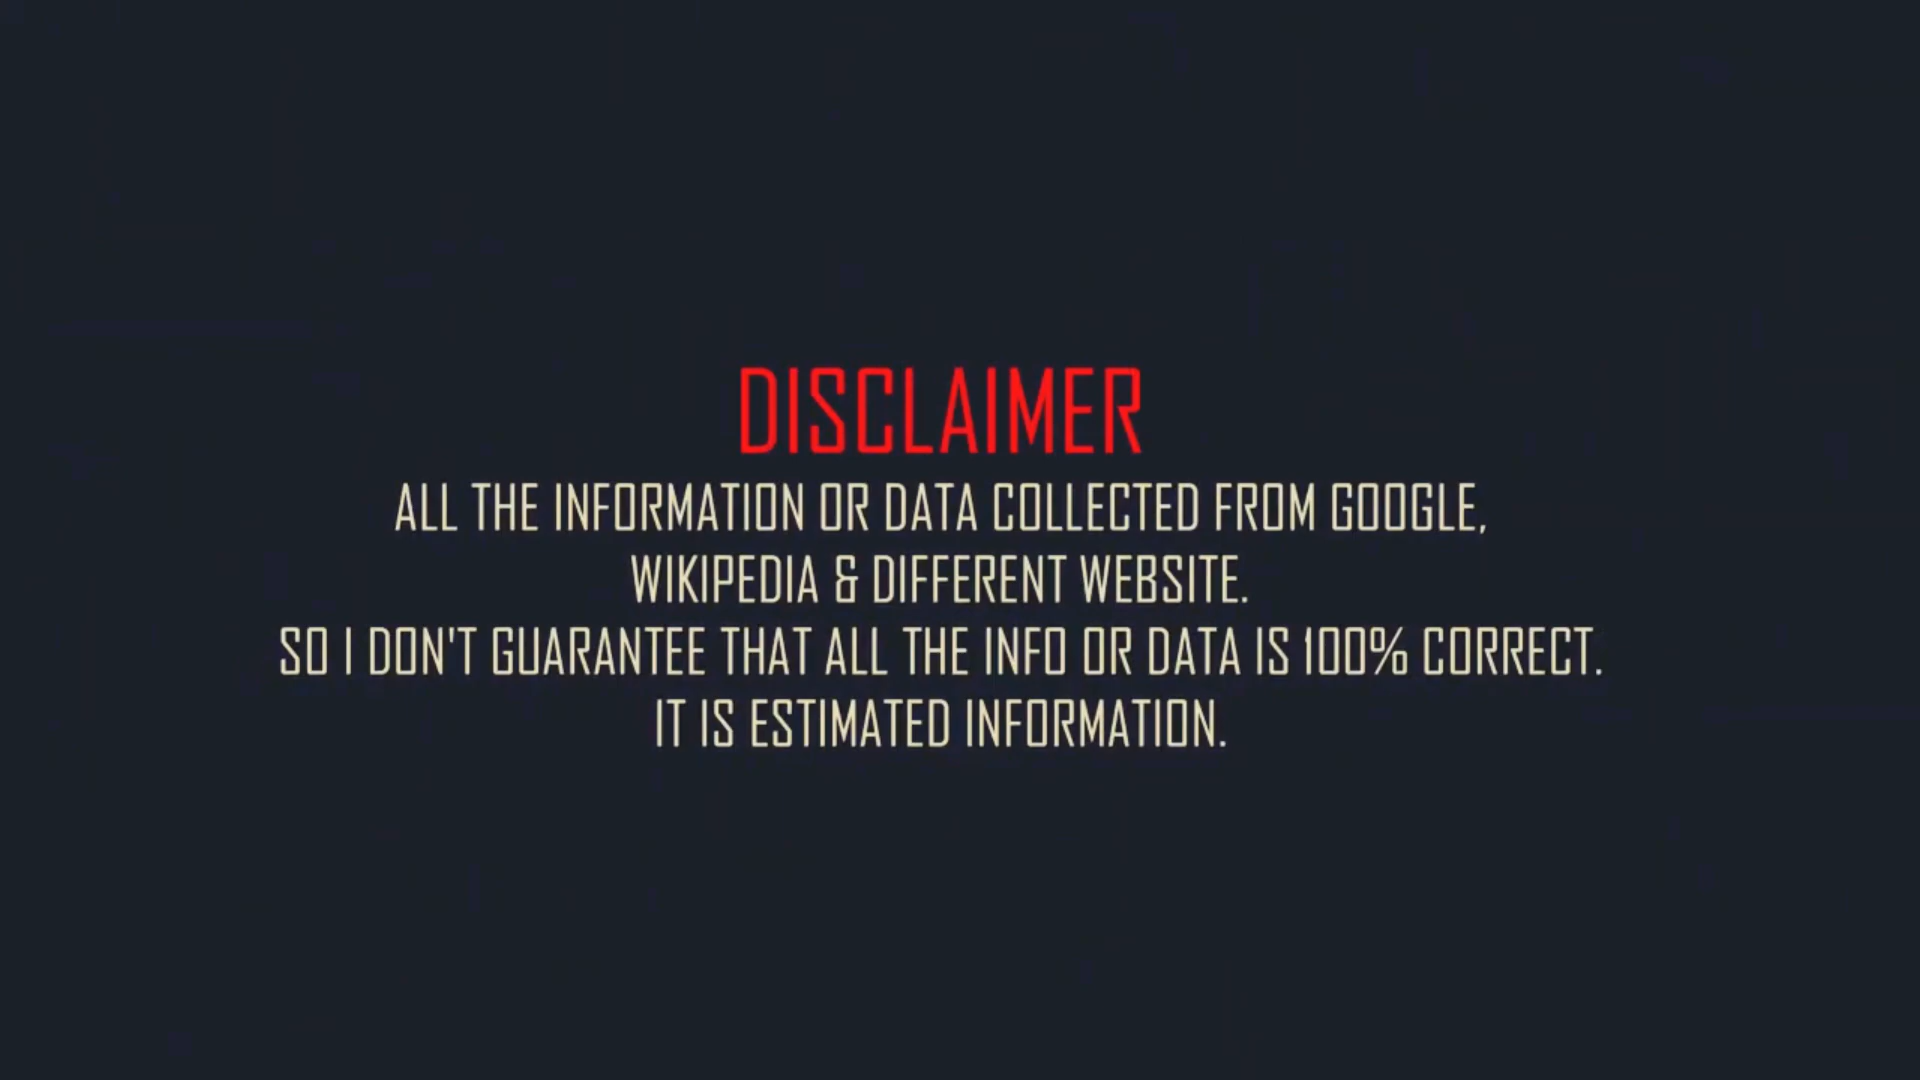 DISCLAIMER
ALL THE INFORMATION OR DATA COLLECTED FROM GOOGLE,
WIKIPEDIA & DIFFERENT WEBSITE.
SO I DON'T GUARANTEE THAT ALL THE INFO OR DATA IS 100% CORRECT.
IT IS ESTIMATED INFORMATION.